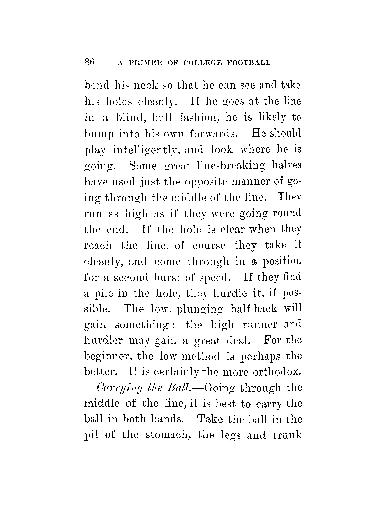 86 A PRIMER OF COLLEGE FOOTBALL
bend his neck so that he can see and take
his holes cleanly. If he goes at the line
in a blind, bull fashion, he is likely to
bump into his own forwards. He should
play intelligently, and look where he is
going. Some great line-breaking halves
have used just the opposite manner of go-
ing through the middle of the line. They
run as high as if they were going round
the end. If the hole is clear when they
reach the line, of course they take it
cleanly, and come through in a position
for a second burst of speed. If they find
a pile in the hole, they hurdle it, if pos-
sible. The low, plunging half-back will
gain something; the high runner and
hurdler may gain a great deal. For the
beginner, the low method is perhaps the
better. It is certainly the more orthodox.
Carrying the Ball.—Going through the
middle of the line, it is best to carry the
ball in both hands. Take the ball in the
pit of the stomach, the legs and trunk